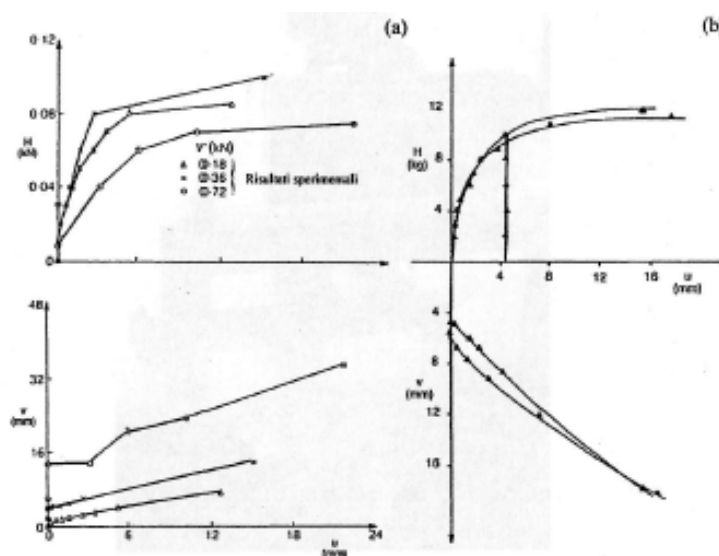 (a)
0·12
H
(kN)
0·08
0·04
0
V' (kN)
▲ 0·18
× 0·36
○ 0·72
Risultati sperimentali
48
v
(mm)
32
16
0
6
12
18
24
u
(b)
12
H
(kg)
8
4
0
4
8
12
16
u
(mm)
4
v
(mm)
8
12
16